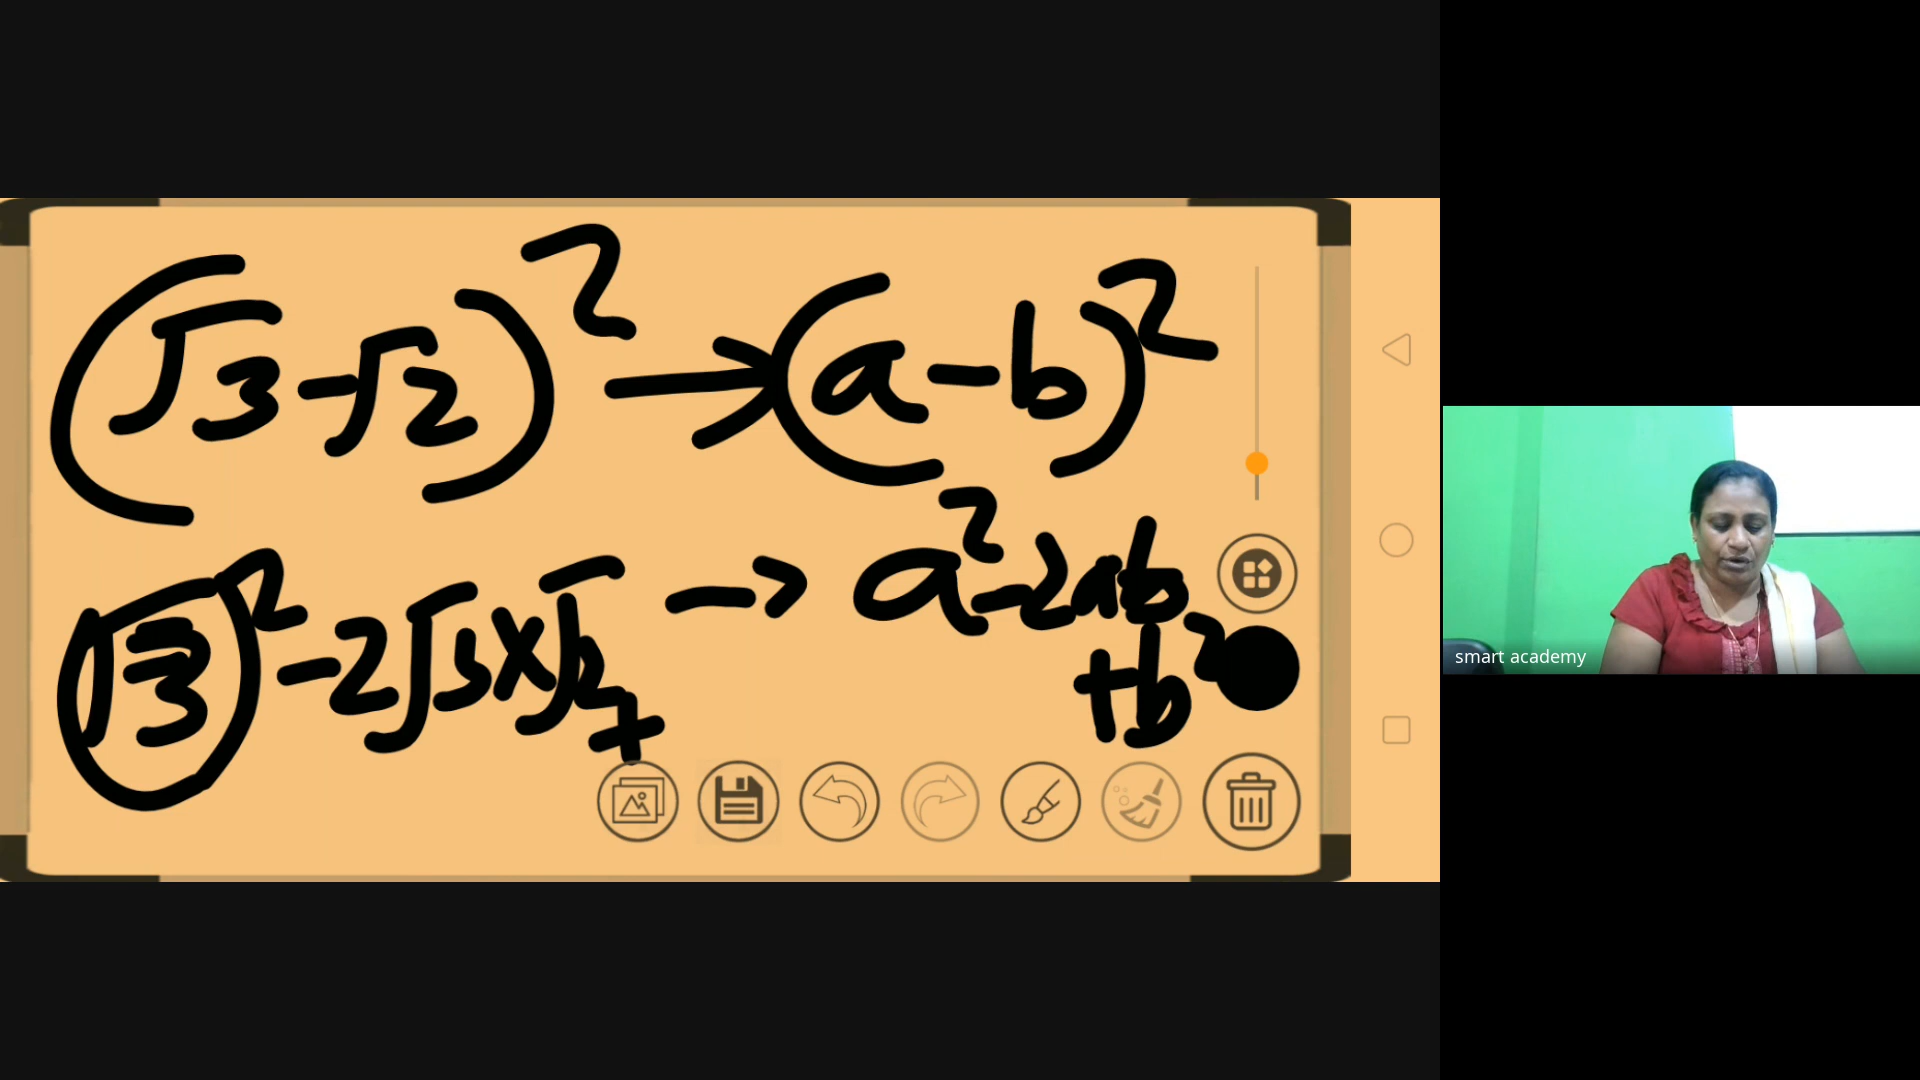 (√3-√2)² → (a-b)²
(√3)² -2√3×√2+ → a²-2ab
+b²
smart academy